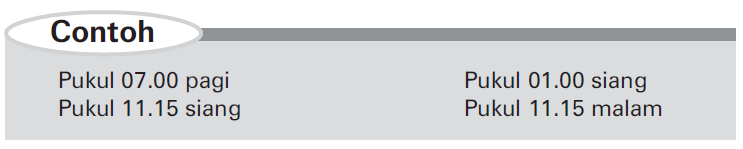 Contoh
Pukul 07.00 pagi
Pukul 11.15 siang
Pukul 01.00 siang
Pukul 11.15 malam